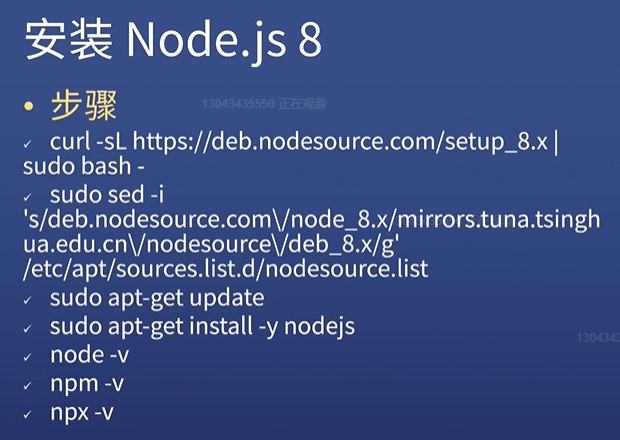 安装 Node.js 8
• 步骤
13043435550 正在观看
✓ curl -sL https://deb.nodesource.com/setup_8.x |
sudo bash -
✓ sudo sed -i
's/deb.nodesource.com\/node_8.x/mirrors.tuna.tsingh
ua.edu.cn\/nodesource\/deb_8.x/g'
/etc/apt/sources.list.d/nodesource.list
✓ sudo apt-get update
✓ sudo apt-get install -y nodejs
130434
✓ node -v
✓ npm -v
✓ npx -v